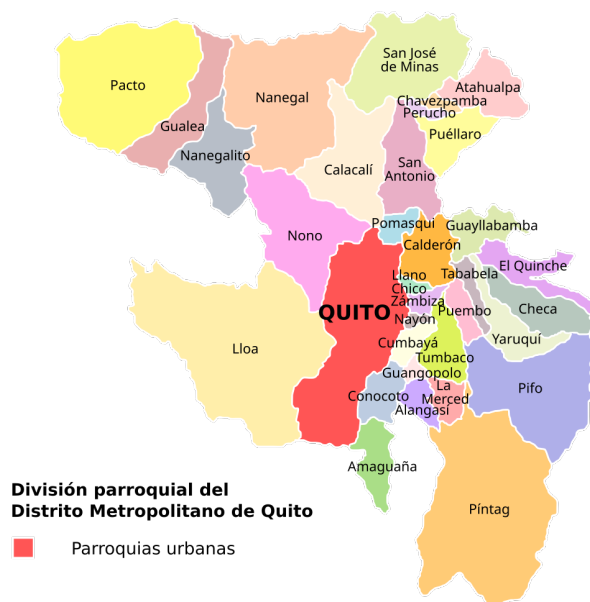 San José
de Minas
Pacto
Nanegal
Atahualpa
Chavezpamba
Perucho
Gualea
Puéllaro
Nanegalito
Calacalí
San
Antonio
Pomasqui
Guayllabamba
Nono
Calderón
El Quinche
Llano
Chico
Tababela
Zámbiza
QUITO
Puembo
Checa
Nayón
Yaruquí
Lloa
Cumbayá
Tumbaco
Guangopolo
Pifo
Conocoto
La
Merced
Alangasí
Amaguaña
División parroquial del
Distrito Metropolitano de Quito
Píntag
Parroquias urbanas